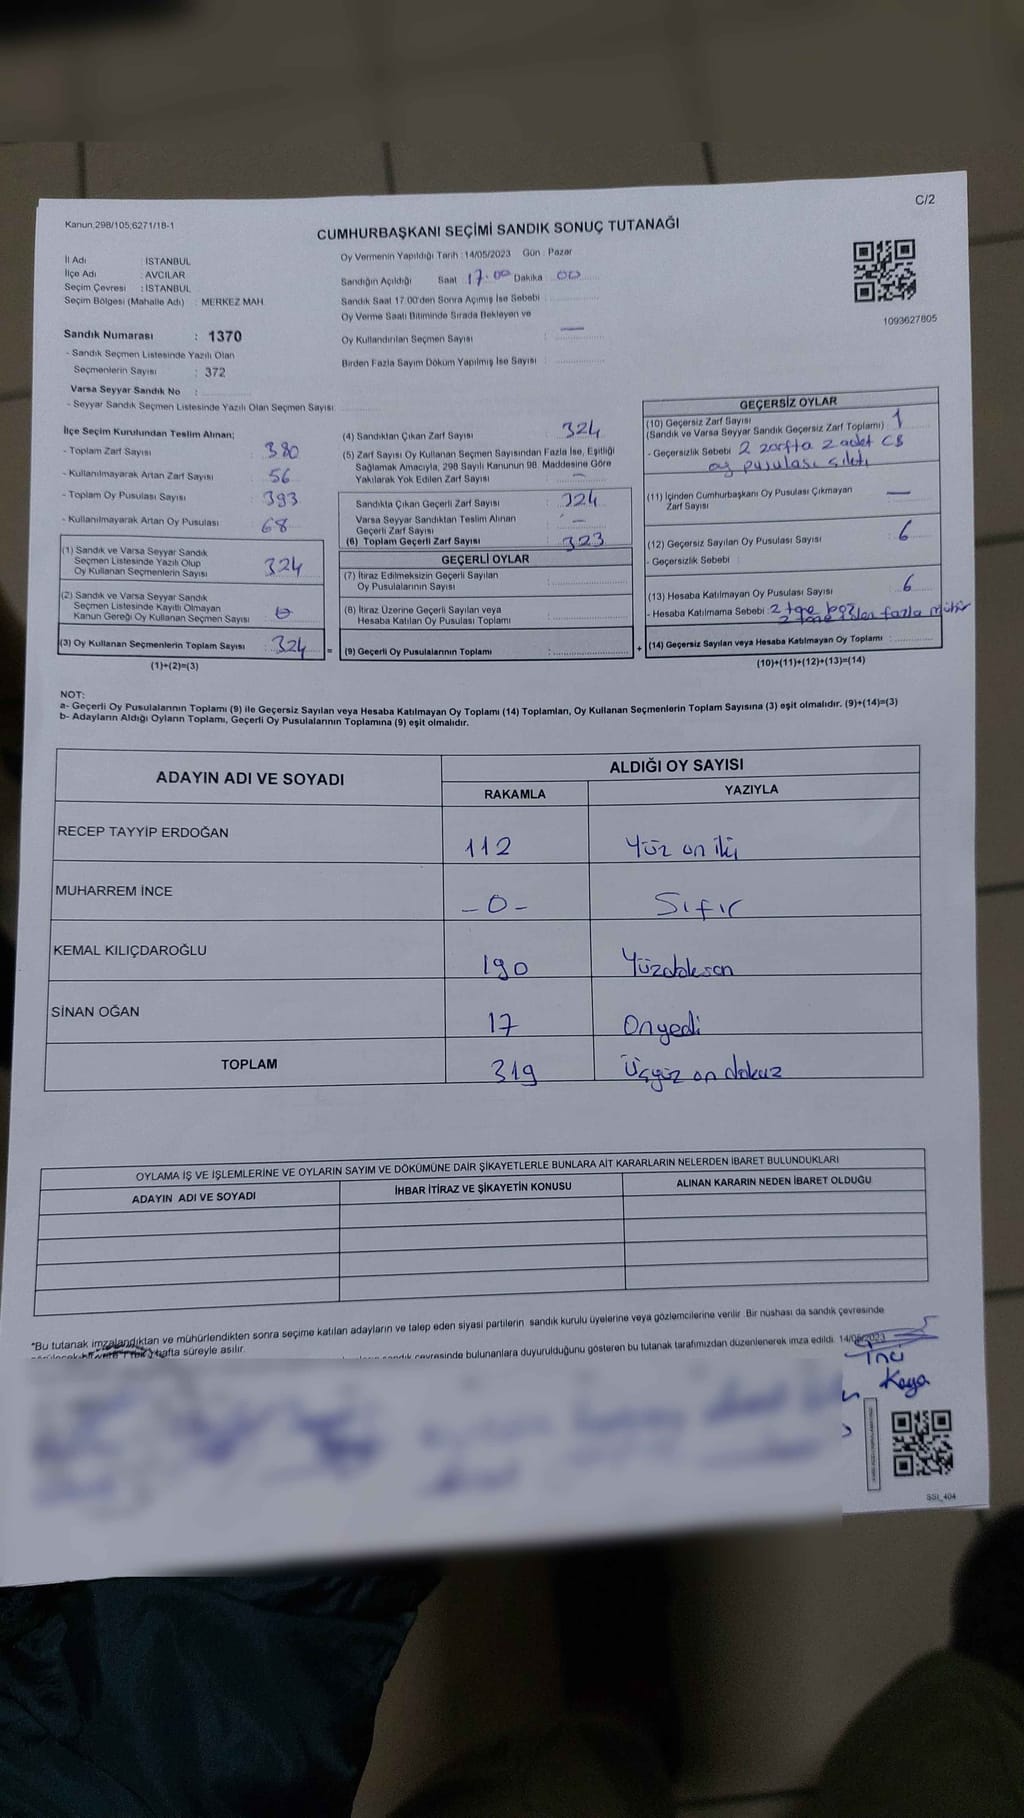 C/2
Kanun:298/105;6271/18-1
CUMHURBAŞKANI SEÇİMİ SANDIK SONUÇ TUTANAĞI
İl Adı : İSTANBUL
İlçe Adı : AVCILAR
Seçim Çevresi : İSTANBUL
Seçim Bölgesi (Mahalle Adı) : MERKEZ MAH
Sandık Numarası : 1370
- Sandık Seçmen Listesinde Yazılı Olan
Seçmenlerin Sayısı : 372
Varsa Seyyar Sandık No :
- Seyyar Sandık Seçmen Listesinde Yazılı Olan Seçmen Sayısı:
Oy Vermenin Yapıldığı Tarih :14/05/2023 Gün : Pazar
Sandığın Açıldığı Saat 17.00 Dakika 00
Sandık Saat 17.00'den Sonra Açımış İse Sebebi :
Oy Verme Saati Bitiminde Sırada Bekleyen ve
Oy Kullandırılan Seçmen Sayısı : —
Birden Fazla Sayım Döküm Yapılmış İse Sayısı :
1093627805
İlçe Seçim Kurulundan Teslim Alınan;
- Toplam Zarf Sayısı : 380
- Kullanılmayarak Artan Zarf Sayısı : 56
- Toplam Oy Pusulası Sayısı : 393
- Kullanılmayarak Artan Oy Pusulası : 68
(1) Sandık ve Varsa Seyyar Sandık
Seçmen Listesinde Yazılı Olup
Oy Kullanan Seçmenlerin Sayısı : 324
(2) Sandık ve Varsa Seyyar Sandık
Seçmen Listesinde Kayıtlı Olmayan
Kanun Gereği Oy Kullanan Seçmen Sayısı :
(3) Oy Kullanan Seçmenlerin Toplam Sayısı : 324 =
(1)+(2)=(3)
(4) Sandıktan Çıkan Zarf Sayısı : 324
(5) Zarf Sayısı Oy Kullanan Seçmen Sayısından Fazla İse, Eşitliği
Sağlamak Amacıyla, 298 Sayılı Kanunun 98. Maddesine Göre
Yakılarak Yok Edilen Zarf Sayısı : —
Sandıkta Çıkan Geçerli Zarf Sayısı : 324
Varsa Seyyar Sandıktan Teslim Alınan
Geçerli Zarf Sayısı : —
(6) Toplam Geçerli Zarf Sayısı : 323
GEÇERLİ OYLAR
(7) İtiraz Edilmeksizin Geçerli Sayılan
Oy Pusulalarının Sayısı :
(8) İtiraz Üzerine Geçerli Sayılan veya
Hesaba Katılan Oy Pusulası Toplamı :
(9) Geçerli Oy Pusulalarının Toplamı : +
GEÇERSİZ OYLAR
(10) Geçersiz Zarf Sayısı
(Sandık ve Varsa Seyyar Sandık Geçersiz Zarf Toplamı) : 1
- Geçersizlik Sebebi : 2 zarfta 2 adet CB
oy pusulası
(11) İçinden Cumhurbaşkanı Oy Pusulası Çıkmayan
Zarf Sayısı : —
(12) Geçersiz Sayılan Oy Pusulası Sayısı : 6
- Geçersizlik Sebebi :
(13) Hesaba Katılmayan Oy Pusulası Sayısı : 6
- Hesaba Katılmama Sebebi : 2 tane boş
2 tane fazla mühür
(14) Geçersiz Sayılan veya Hesaba Katılmayan Oy Toplamı :
(10)+(11)+(12)+(13)=(14)
NOT:
a- Geçerli Oy Pusulalarının Toplamı (9) ile Geçersiz Sayılan veya Hesaba Katılmayan Oy Toplamı (14) Toplamları, Oy Kullanan Seçmenlerin Toplam Sayısına (3) eşit olmalıdır. (9)+(14)=(3)
b- Adayların Aldığı Oyların Toplamı, Geçerli Oy Pusulalarının Toplamına (9) eşit olmalıdır.
ADAYIN ADI VE SOYADI
ALDIĞI OY SAYISI
RAKAMLA YAZIYLA
RECEP TAYYİP ERDOĞAN 112 Yüz on iki
MUHARREM İNCE -0- Sıfır
KEMAL KILIÇDAROĞLU 190 Yüzdoksan
SİNAN OĞAN 17 Onyedi
TOPLAM 319 Üçyüz on dokuz
OYLAMA İŞ VE İŞLEMLERİNE VE OYLARIN SAYIM VE DÖKÜMÜNE DAİR ŞİKAYETLERLE BUNLARA AİT KARARLARIN NELERDEN İBARET BULUNDUKLARI
ADAYIN ADI VE SOYADI İHBAR İTİRAZ VE ŞİKAYETİN KONUSU ALINAN KARARIN NEDEN İBARET OLDUĞU
*Bu tutanak imzalandıktan ve mühürlendikten sonra seçime katılan adayların ve talep eden siyasi partilerin sandık kurulu üyelerine veya gözlemcilerine verilir. Bir nüshası da sandık çevresinde
hafta süreyle asılır.
sandık çevresinde bulunanlara duyurulduğunu gösteren bu tutanak tarafımızdan düzenlenerek imza edildi. 14/05/2023
İnci
Kaya
SSI_404